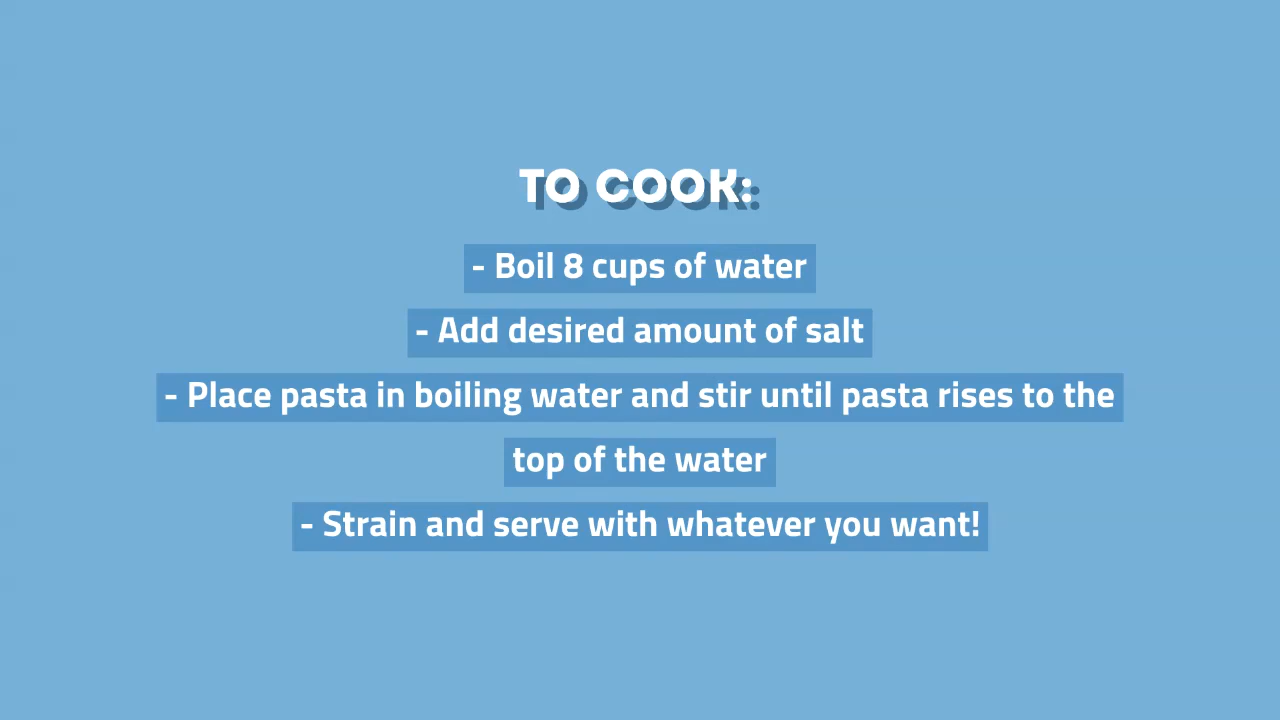 TO COOK:
- Boil 8 cups of water
- Add desired amount of salt
- Place pasta in boiling water and stir until pasta rises to the
top of the water
- Strain and serve with whatever you want!